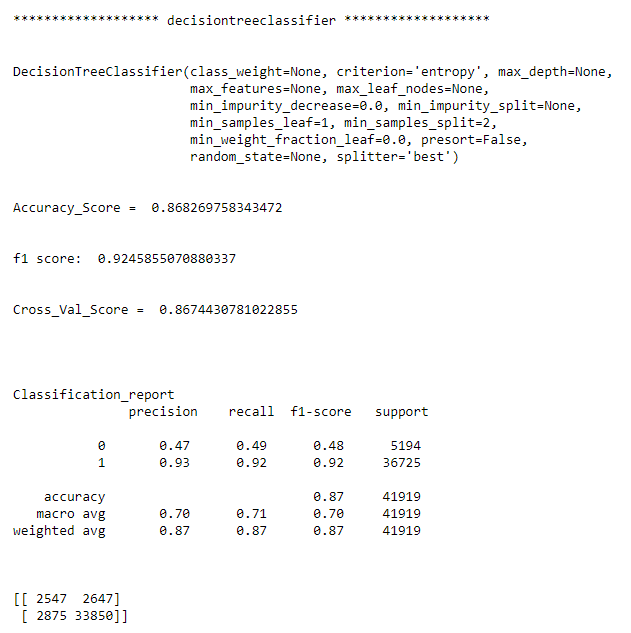 ******************* decisiontreeclassifier *******************
DecisionTreeClassifier(class_weight=None, criterion='entropy', max_depth=None,
max_features=None, max_leaf_nodes=None,
min_impurity_decrease=0.0, min_impurity_split=None,
min_samples_leaf=1, min_samples_split=2,
min_weight_fraction_leaf=0.0, presort=False,
random_state=None, splitter='best')
Accuracy_Score =  0.868269758343472
f1 score:  0.9245855070880337
Cross_Val_Score =  0.8674430781022855
Classification_report
precision    recall  f1-score   support
0       0.47      0.49      0.48      5194
1       0.93      0.92      0.92     36725
accuracy                           0.87     41919
macro avg       0.70      0.71      0.70     41919
weighted avg       0.87      0.87      0.87     41919
[[ 2547  2647]
[ 2875 33850]]